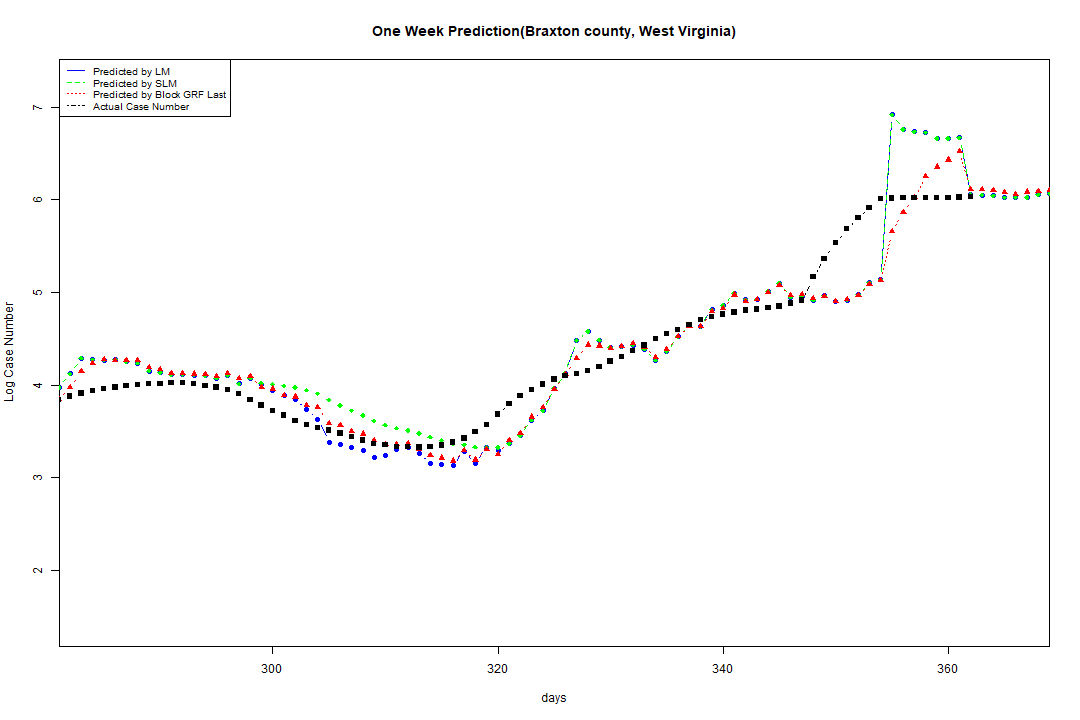 One Week Prediction(Braxton county, West Virginia)
Predicted by LM
Predicted by SLM
Predicted by Block GRF Last
Actual Case Number
7
6
5
4
3
2
Log Case Number
300 320 340 360
days